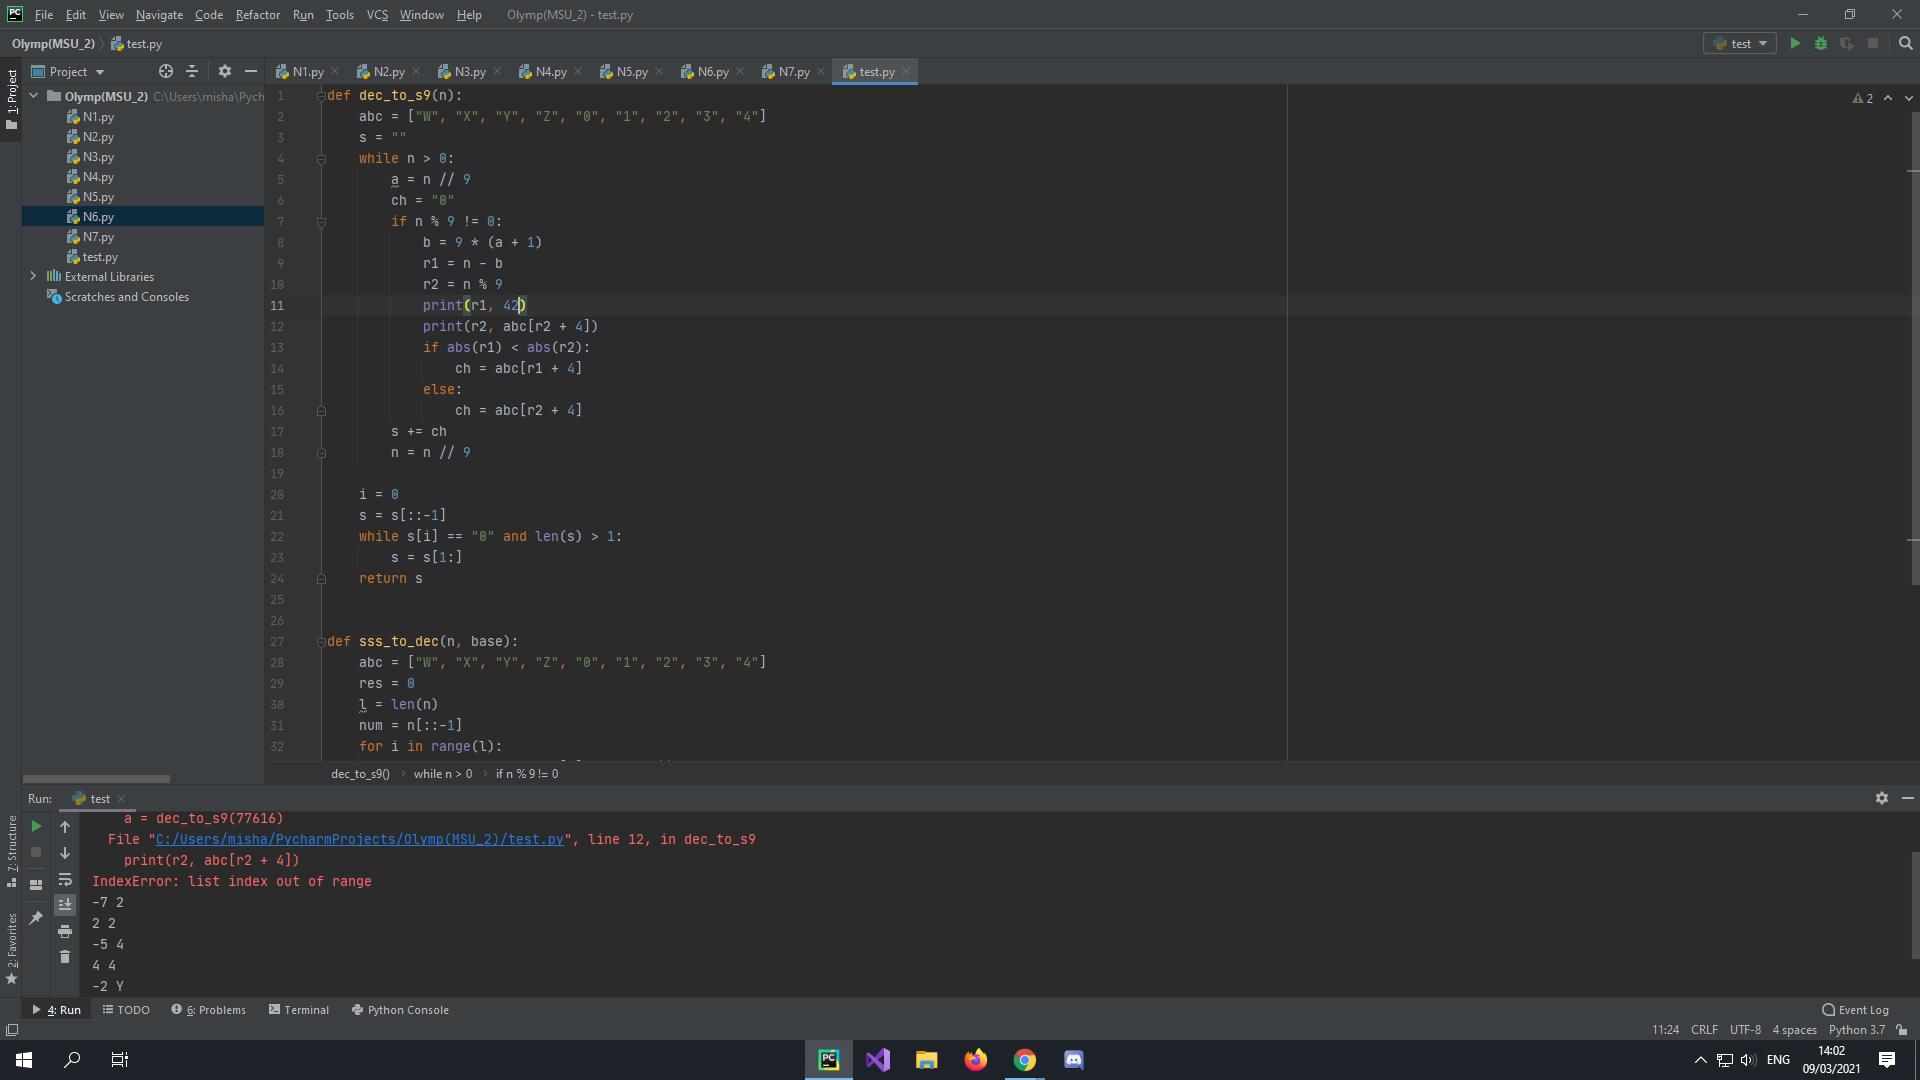 PC File Edit View Navigate Code Refactor Run Tools VCS Window Help Olymp(MSU_2) - test.py
Olymp(MSU_2) test.py test
1: Project
Project N1.py N2.py N3.py N4.py N5.py N6.py N7.py test.py
Olymp(MSU_2) C:\Users\misha\Pych
N1.py
N2.py
N3.py
N4.py
N5.py
N6.py
N7.py
test.py
External Libraries
Scratches and Consoles
2
1 def dec_to_s9(n):
2 abc = ["W", "X", "Y", "Z", "0", "1", "2", "3", "4"]
3 s = ""
4 while n > 0:
5 a = n // 9
6 ch = "0"
7 if n % 9 != 0:
8 b = 9 * (a + 1)
9 r1 = n - b
10 r2 = n % 9
11 print(r1, 42)
12 print(r2, abc[r2 + 4])
13 if abs(r1) < abs(r2):
14 ch = abc[r1 + 4]
15 else:
16 ch = abc[r2 + 4]
17 s += ch
18 n = n // 9
19
20 i = 0
21 s = s[::-1]
22 while s[i] == "0" and len(s) > 1:
23 s = s[1:]
24 return s
25
26
27 def sss_to_dec(n, base):
28 abc = ["W", "X", "Y", "Z", "0", "1", "2", "3", "4"]
29 res = 0
30 l = len(n)
31 num = n[::-1]
32 for i in range(l):
dec_to_s9() while n > 0 if n % 9 != 0
Run: test
7: Structure
2: Favorites
a = dec_to_s9(77616)
File "C:/Users/misha/PycharmProjects/Olymp(MSU_2)/test.py", line 12, in dec_to_s9
print(r2, abc[r2 + 4])
IndexError: list index out of range
-7 2
2 2
-5 4
4 4
-2 Y
4: Run TODO 6: Problems Terminal Python Console Event Log
11:24 CRLF UTF-8 4 spaces Python 3.7
PC ENG 14:02
09/03/2021